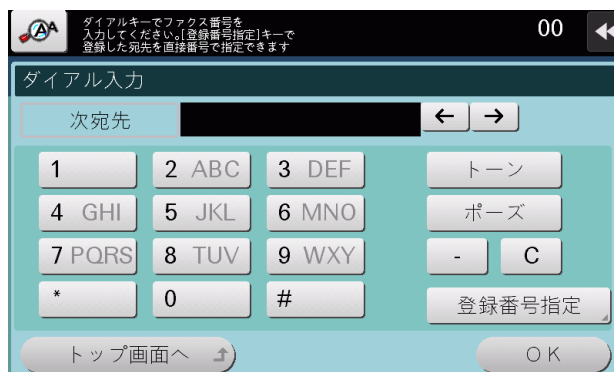 ダイアルキーでファクス番号を
入力してください。[登録番号指定]キーで
登録した宛先を直接番号で指定できます
00
ダイアル入力
次宛先
← →
1 2 ABC 3 DEF トーン
4 GHI 5 JKL 6 MNO ポーズ
7 PQRS 8 TUV 9 WXY - C
* 0 # 登録番号指定
トップ画面へ OK